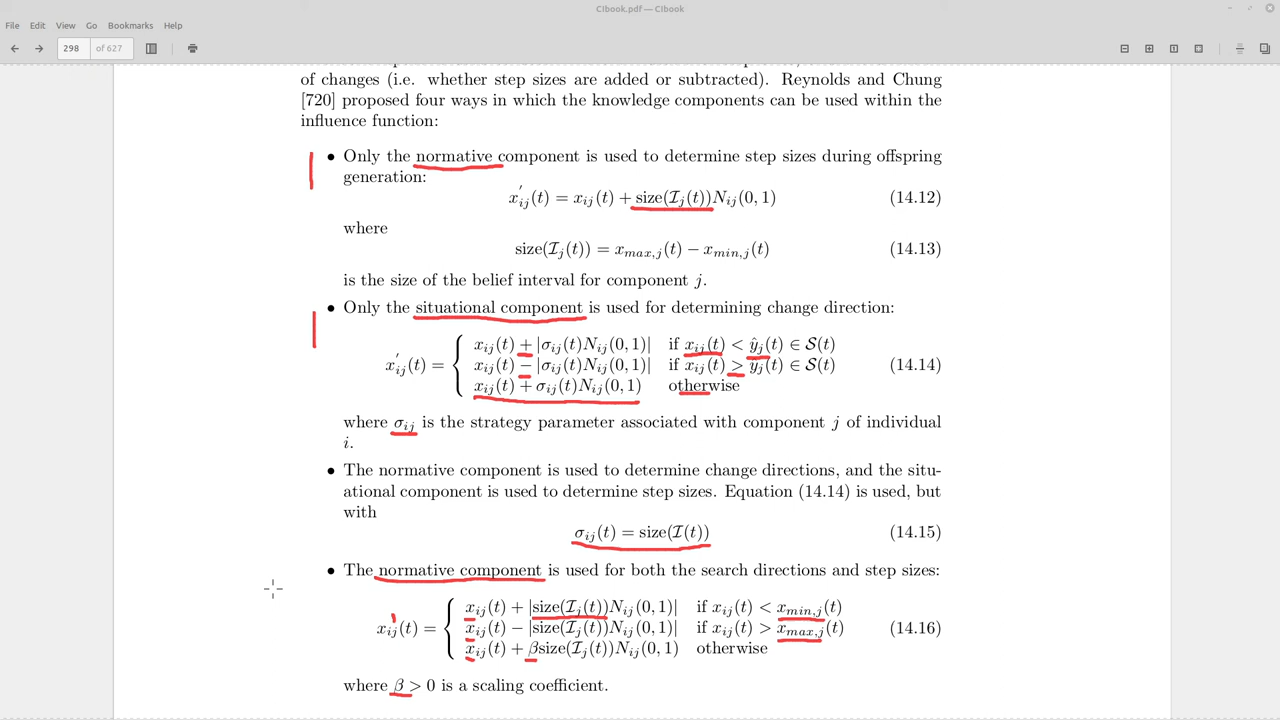 CIbook.pdf — CIbook
File Edit View Go Bookmarks Help
298 of 627
of changes (i.e. whether step sizes are added or subtracted). Reynolds and Chung
[720] proposed four ways in which the knowledge components can be used within the
influence function:
• Only the normative component is used to determine step sizes during offspring
generation:
x′ij(t) = xij(t) + size(Ij(t))Nij(0, 1) (14.12)
where
size(Ij(t)) = xmax,j(t) − xmin,j(t) (14.13)
is the size of the belief interval for component j.
• Only the situational component is used for determining change direction:
xij(t) + |σij(t)Nij(0, 1)| if xij(t) < ŷj(t) ∈ S(t)
x′ij(t) = { xij(t) − |σij(t)Nij(0, 1)| if xij(t) > ŷj(t) ∈ S(t) (14.14)
xij(t) + σij(t)Nij(0, 1) otherwise
where σij is the strategy parameter associated with component j of individual
i.
• The normative component is used to determine change directions, and the situ-
ational component is used to determine step sizes. Equation (14.14) is used, but
with
σij(t) = size(I(t)) (14.15)
• The normative component is used for both the search directions and step sizes:
xij(t) + |size(Ij(t))Nij(0, 1)| if xij(t) < xmin,j(t)
xij(t) = { xij(t) − |size(Ij(t))Nij(0, 1)| if xij(t) > xmax,j(t) (14.16)
xij(t) + βsize(Ij(t))Nij(0, 1) otherwise
where β > 0 is a scaling coefficient.